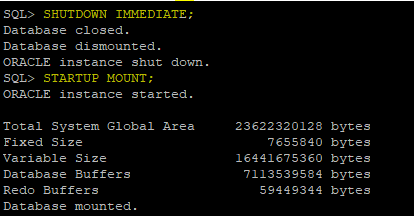 SQL> SHUTDOWN IMMEDIATE;
Database closed.
Database dismounted.
ORACLE instance shut down.
SQL> STARTUP MOUNT;
ORACLE instance started.
Total System Global Area 23622320128 bytes
Fixed Size 7655840 bytes
Variable Size 16441675360 bytes
Database Buffers 7113539584 bytes
Redo Buffers 59449344 bytes
Database mounted.